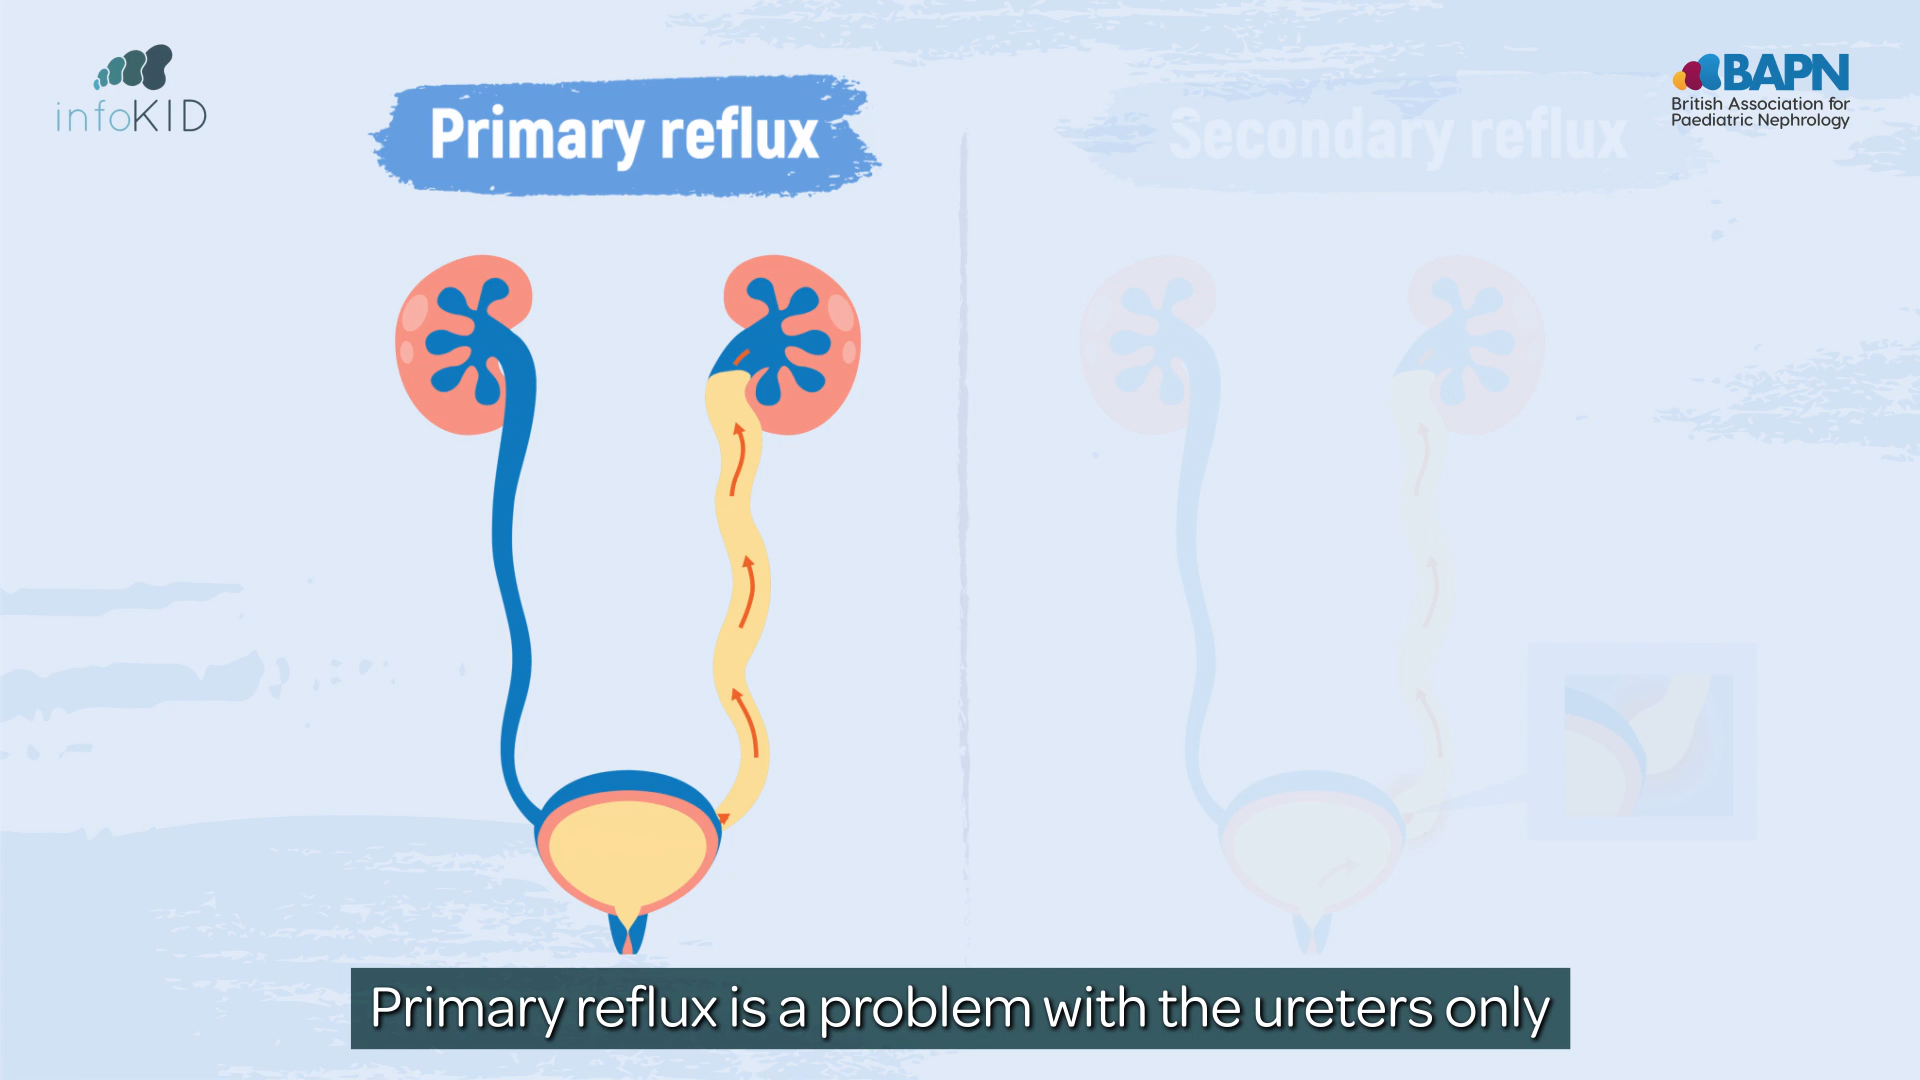 infoKID
Primary reflux
Secondary reflux
BAPN
British Association for
Paediatric Nephrology
Primary reflux is a problem with the ureters only